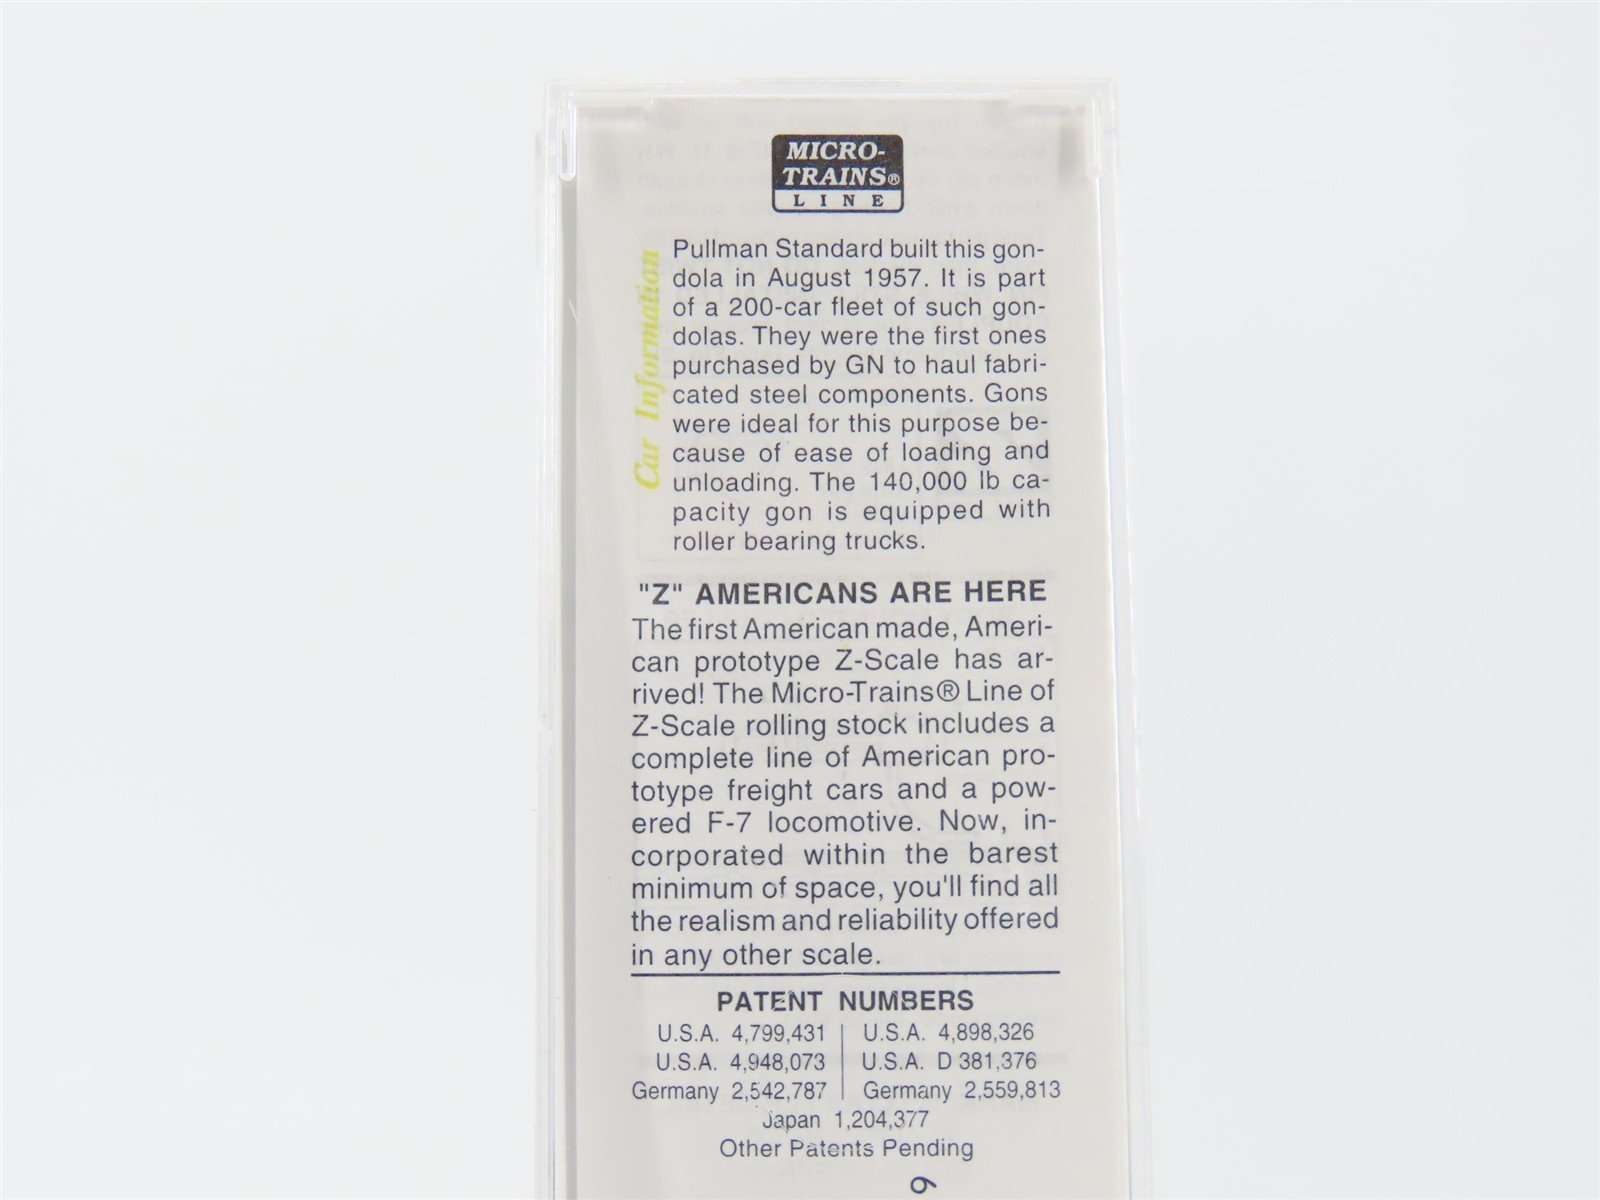 MICRO-
TRAINS®
LINE
Car Information
Pullman Standard built this gon-
dola in August 1957. It is part
of a 200-car fleet of such gon-
dolas. They were the first ones
purchased by GN to haul fabri-
cated steel components. Gons
were ideal for this purpose be-
cause of ease of loading and
unloading. The 140,000 lb ca-
pacity gon is equipped with
roller bearing trucks.
"Z" AMERICANS ARE HERE
The first American made, Ameri-
can prototype Z-Scale has ar-
rived! The Micro-Trains® Line of
Z-Scale rolling stock includes a
complete line of American pro-
totype freight cars and a pow-
ered F-7 locomotive. Now, in-
corporated within the barest
minimum of space, you'll find all
the realism and reliability offered
in any other scale.
PATENT NUMBERS
U.S.A. 4,799,431 | U.S.A. 4,898,326
U.S.A. 4,948,073 | U.S.A. D 381,376
Germany 2,542,787 | Germany 2,559,813
Japan 1,204,377
Other Patents Pending